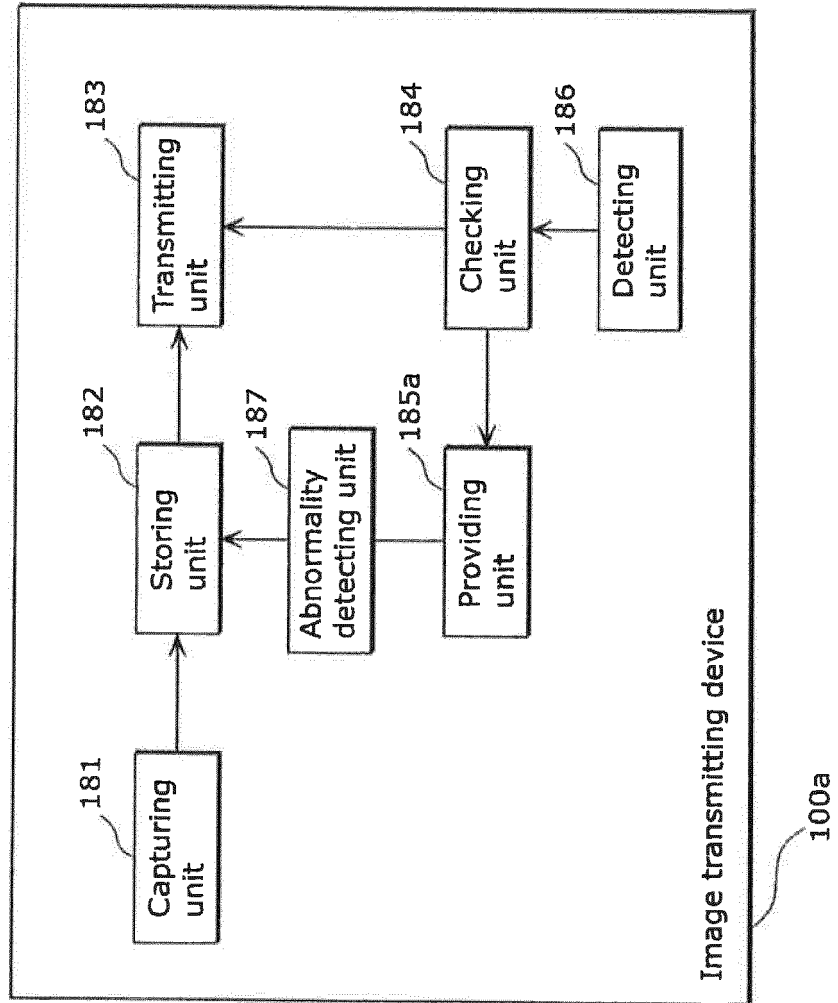 181
Capturing
unit
182
Storing
unit
183
Transmitting
unit
187
Abnormality
detecting unit
185a
Providing
unit
184
Checking
unit
186
Detecting
unit
Image transmitting device
100a